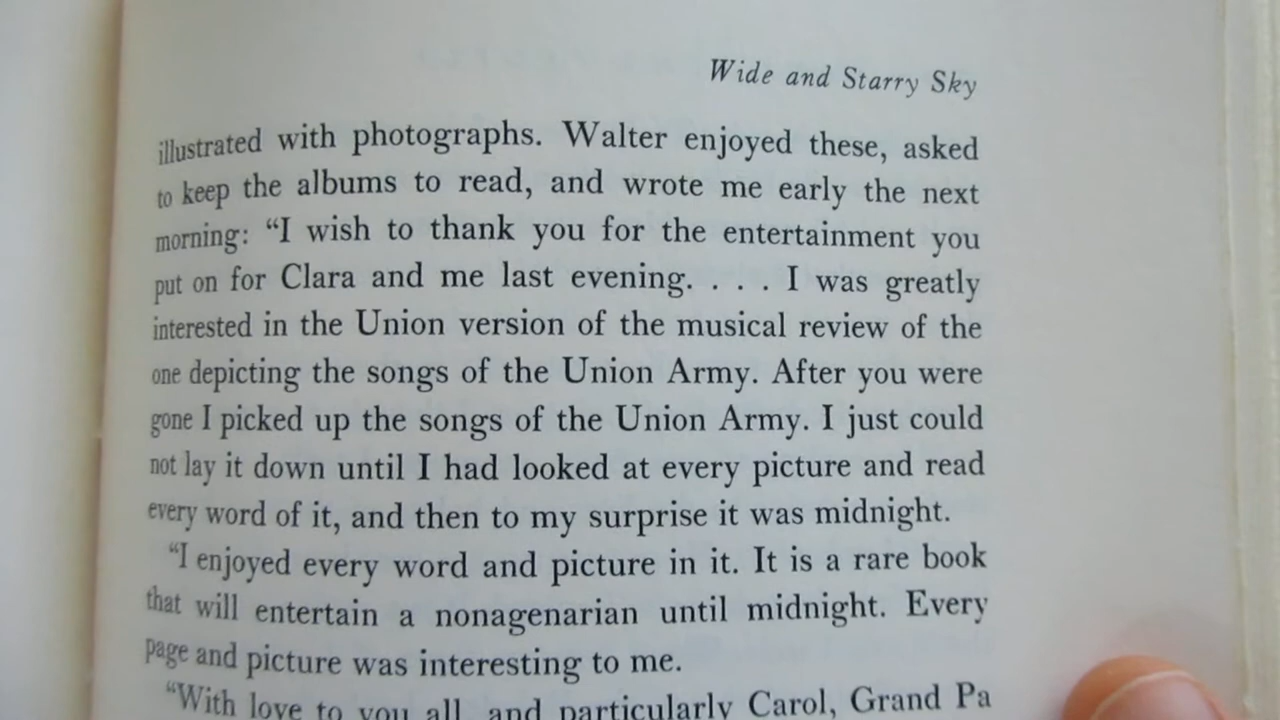 Wide and Starry Sky
illustrated with photographs. Walter enjoyed these, asked
to keep the albums to read, and wrote me early the next
morning: “I wish to thank you for the entertainment you
put on for Clara and me last evening. . . . I was greatly
interested in the Union version of the musical review of the
one depicting the songs of the Union Army. After you were
gone I picked up the songs of the Union Army. I just could
not lay it down until I had looked at every picture and read
every word of it, and then to my surprise it was midnight.
“I enjoyed every word and picture in it. It is a rare book
that will entertain a nonagenarian until midnight. Every
page and picture was interesting to me.
“With love to you all, and particularly Carol, Grand Pa